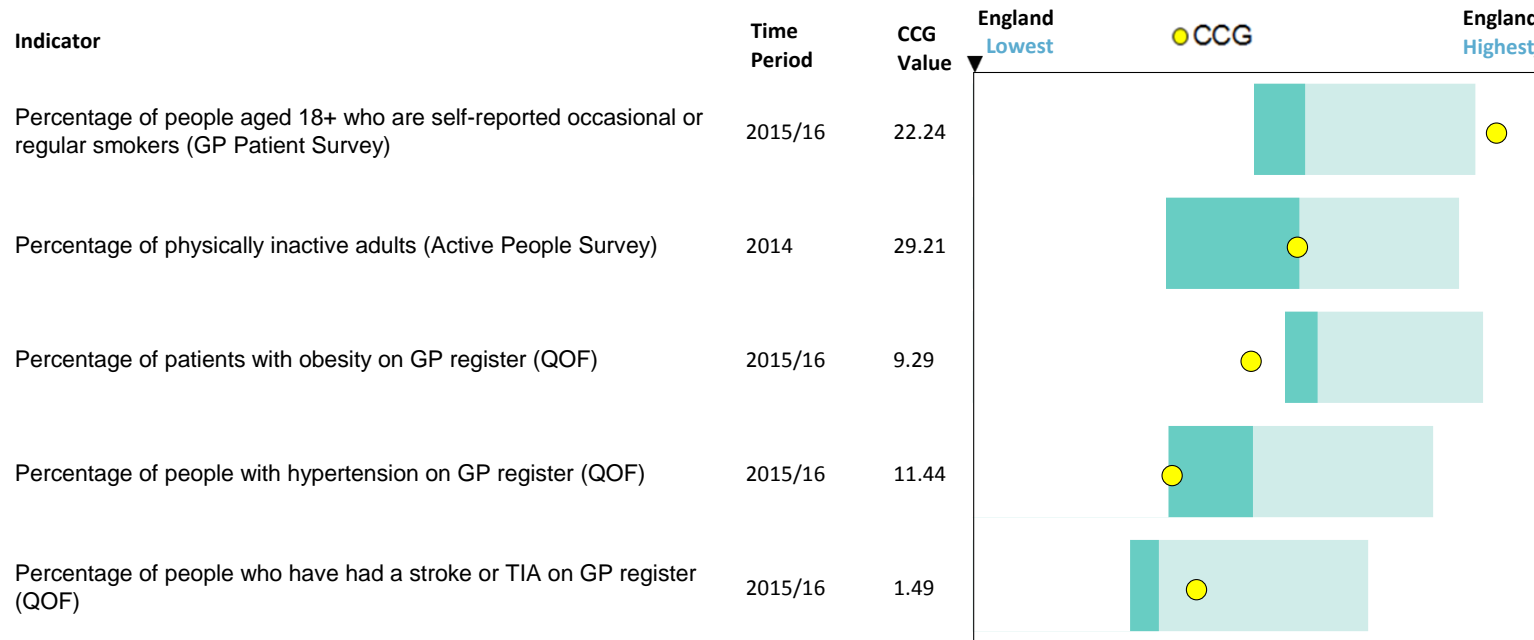 Indicator
Time Period
CCG Value
England Lowest
CCG
England Highest
Percentage of people aged 18+ who are self-reported occasional or
regular smokers (GP Patient Survey)
2015/16
22.24
Percentage of physically inactive adults (Active People Survey)
2014
29.21
Percentage of patients with obesity on GP register (QOF)
2015/16
9.29
Percentage of people with hypertension on GP register (QOF)
2015/16
11.44
Percentage of people who have had a stroke or TIA on GP register
(QOF)
2015/16
1.49